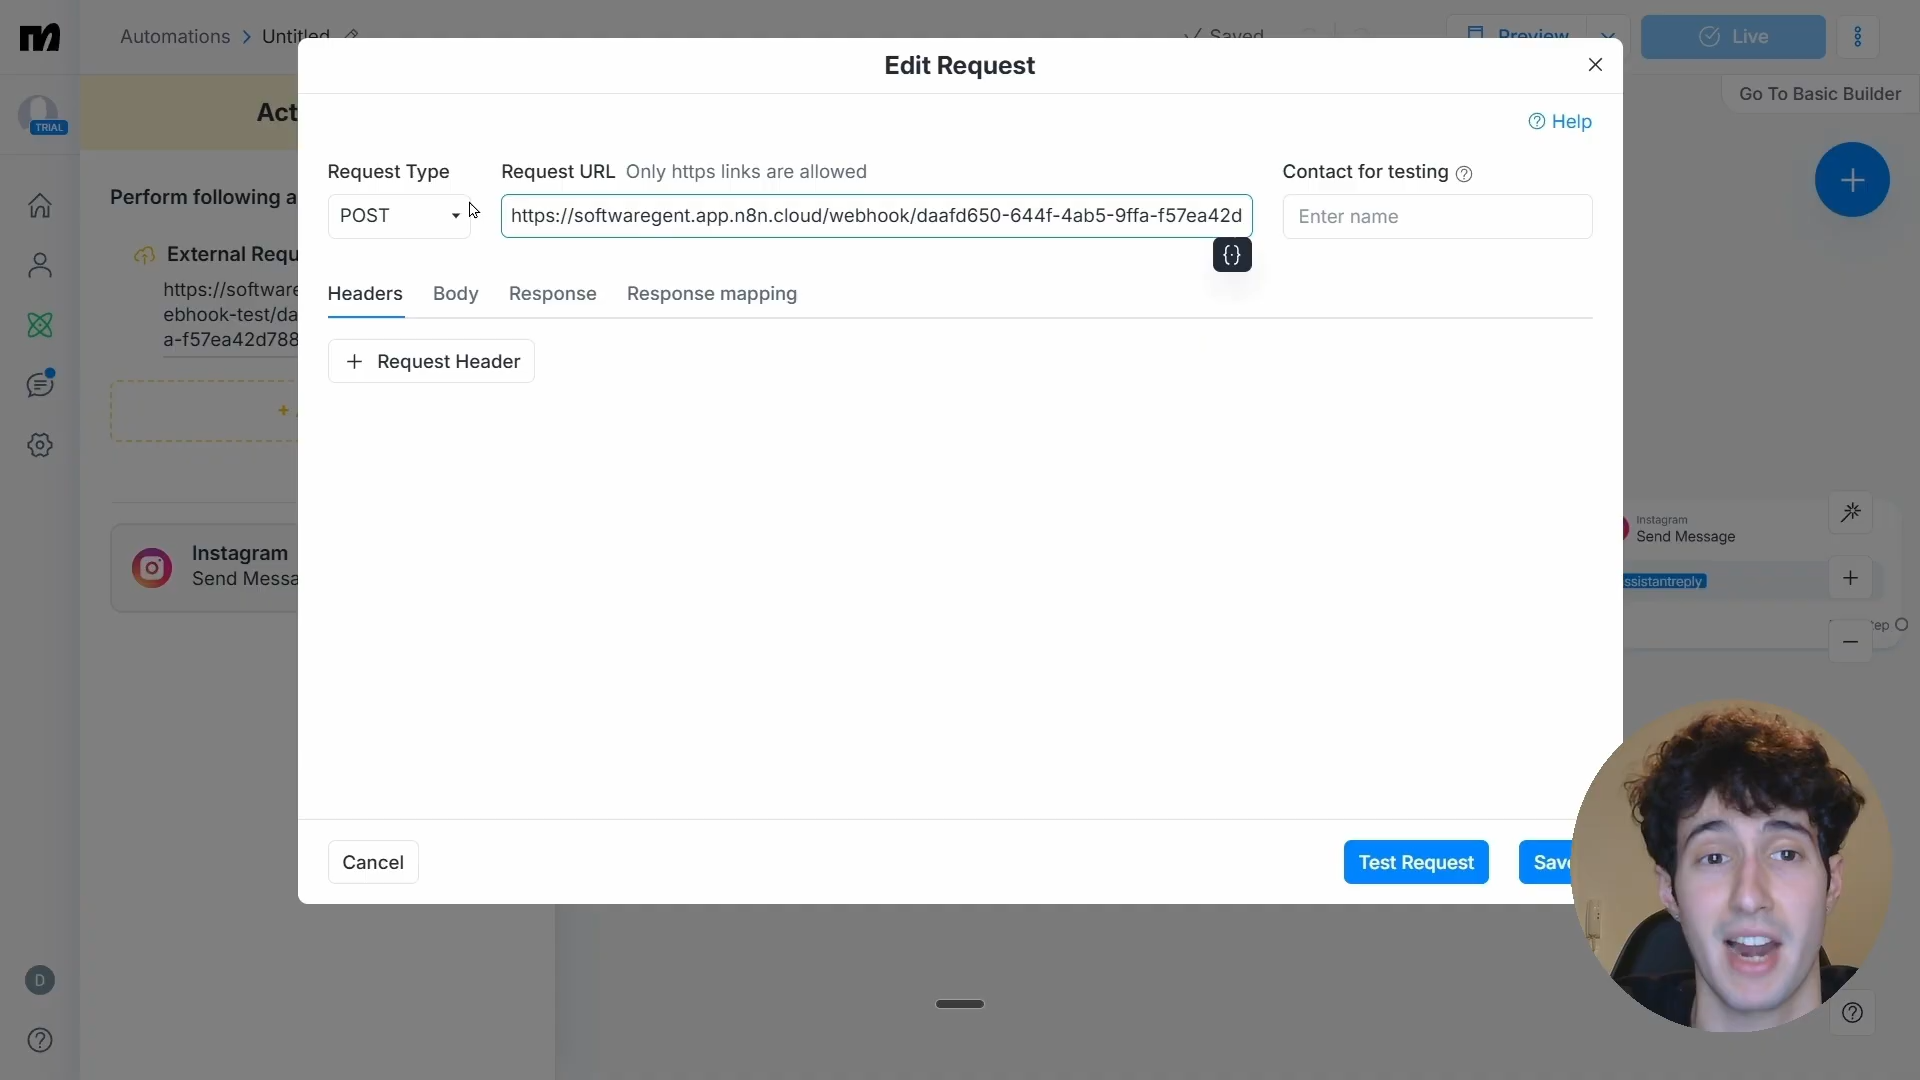 Automations > Untitled
Saved
Preview
Live
Edit Request
Go To Basic Builder
TRIAL
Act
Help
Perform following a
Request Type
Request URL Only https links are allowed
Contact for testing
POST
https://softwaregent.app.n8n.cloud/webhook/daafd650-644f-4ab5-9ffa-f57ea42d
Enter name
{·}
External Requ
https://software
ebhook-test/da
a-f57ea42d788
Headers
Body
Response
Response mapping
+ Request Header
+
Instagram
Send Message
ssistantreply
ep
Instagram
Send Messa
Cancel
Test Request
Save
D